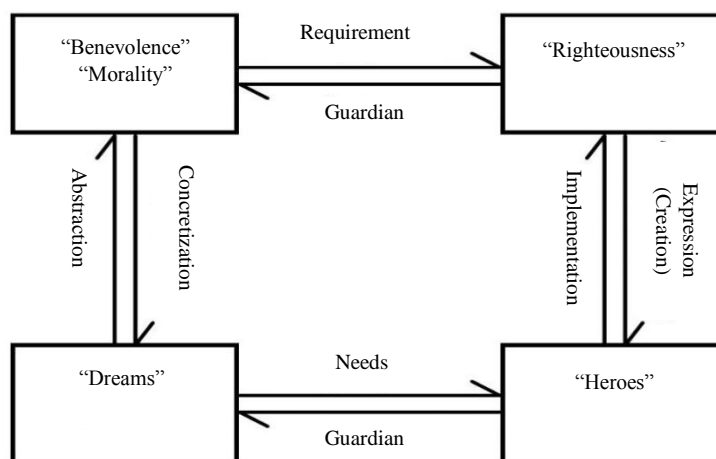 “Benevolence”
“Morality”
Requirement
“Righteousness”
Guardian
Abstraction
Concretization
Implementation
Expression
(Creation)
“Dreams”
Needs
“Heroes”
Guardian